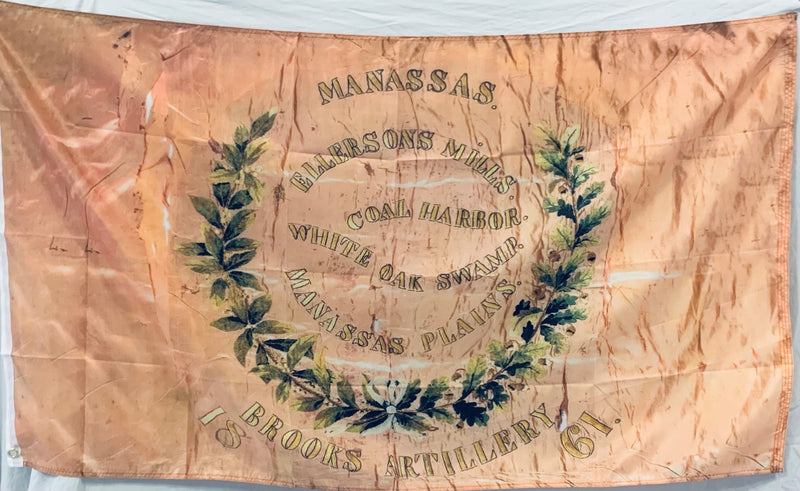 MANASSAS.
ELLERSONS MILLS.
COAL HARBOR.
WHITE OAK SWAMP.
MANASSAS PLAINS.
18 BROOKS ARTILLERY 61.